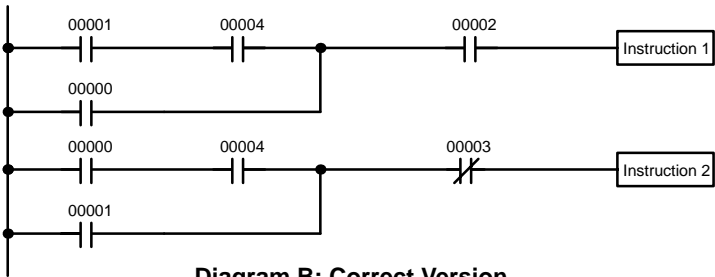 00001 00004 00002
Instruction 1
00000
00000 00004 00003
Instruction 2
00001
Diagram B: Correct Version